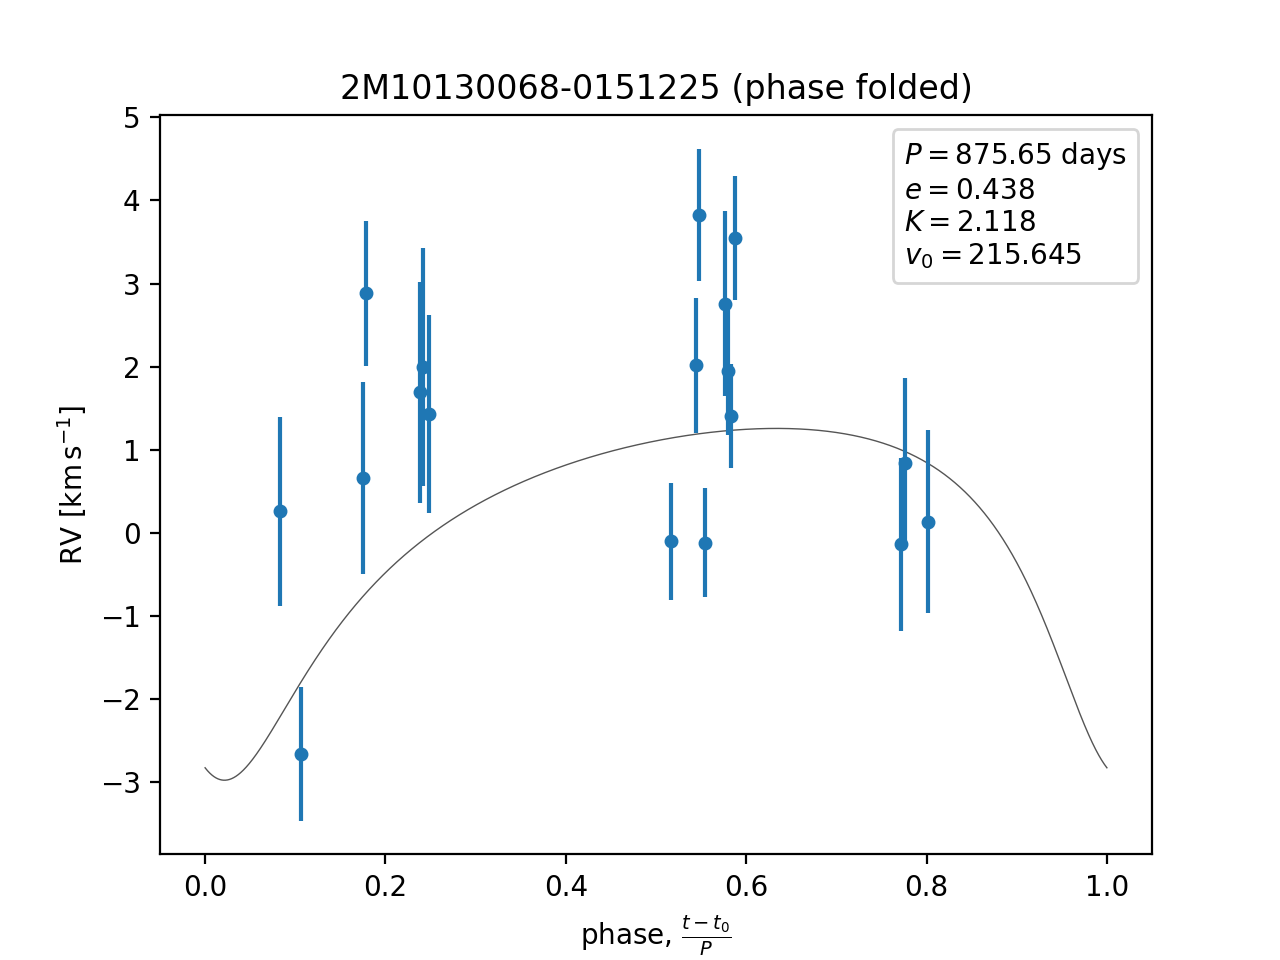 2M10130068-0151225 (phase folded)
P = 875.65 days
e = 0.438
K = 2.118
v₀ = 215.645
5
4
3
2
1
0
−1
−2
−3
RV [km s⁻¹]
0.0 0.2 0.4 0.6 0.8 1.0
phase, (t − t₀)/P